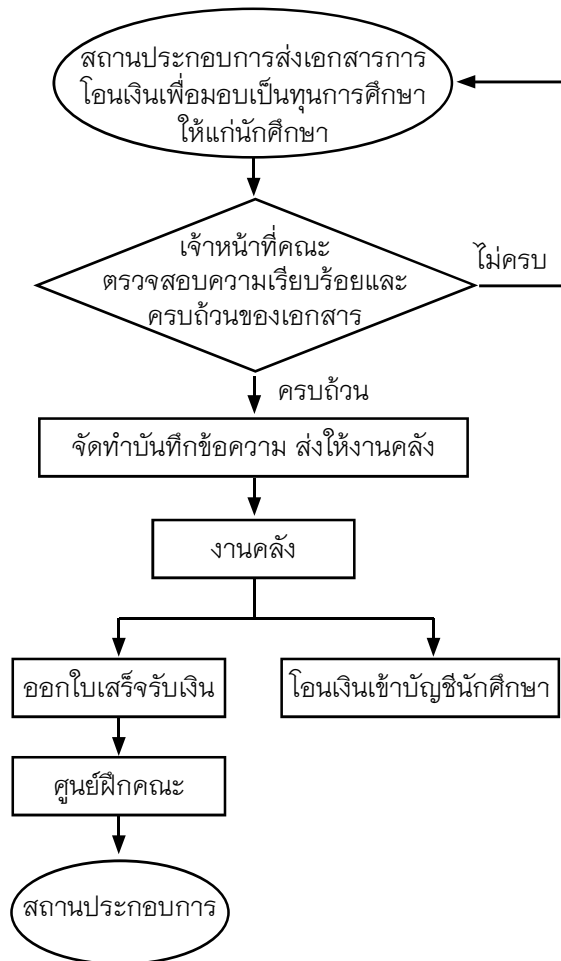 สถานประกอบการส่งเอกสารการ
โอนเงินเพื่อมอบเป็นทุนการศึกษา
ให้แก่นักศึกษา
เจ้าหน้าที่คณะ
ตรวจสอบความเรียบร้อยและ
ครบถ้วนของเอกสาร
ไม่ครบ
ครบถ้วน
จัดทำบันทึกข้อความ ส่งให้งานคลัง
งานคลัง
ออกใบเสร็จรับเงิน
โอนเงินเข้าบัญชีนักศึกษา
ศูนย์ฝึกคณะ
สถานประกอบการ